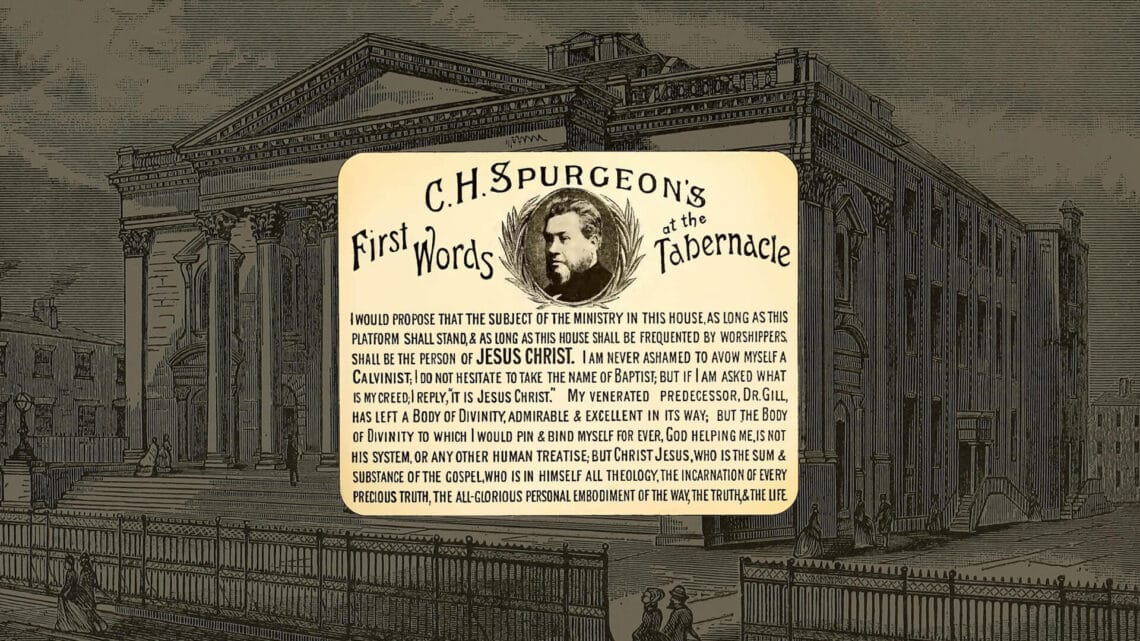 C.H. SPURGEON'S
First Words at the Tabernacle
I WOULD PROPOSE THAT THE SUBJECT OF THE MINISTRY IN THIS HOUSE, AS LONG AS THIS
PLATFORM SHALL STAND, & AS LONG AS THIS HOUSE SHALL BE FREQUENTED BY WORSHIPPERS,
SHALL BE THE PERSON OF JESUS CHRIST. I AM NEVER ASHAMED TO AVOW MYSELF A
CALVINIST; I DO NOT HESITATE TO TAKE THE NAME OF BAPTIST; BUT IF I AM ASKED WHAT
IS MY CREED, I REPLY, "IT IS JESUS CHRIST." MY VENERATED PREDECESSOR, DR. GILL,
HAS LEFT A BODY OF DIVINITY, ADMIRABLE & EXCELLENT IN ITS WAY; BUT THE BODY
OF DIVINITY TO WHICH I WOULD PIN & BIND MYSELF FOR EVER, GOD HELPING ME, IS NOT
HIS SYSTEM, OR ANY OTHER HUMAN TREATISE; BUT CHRIST JESUS, WHO IS THE SUM &
SUBSTANCE OF THE GOSPEL, WHO IS IN HIMSELF ALL THEOLOGY, THE INCARNATION OF EVERY
PRECIOUS TRUTH, THE ALL-GLORIOUS PERSONAL EMBODIMENT OF THE WAY, THE TRUTH, & THE LIFE.